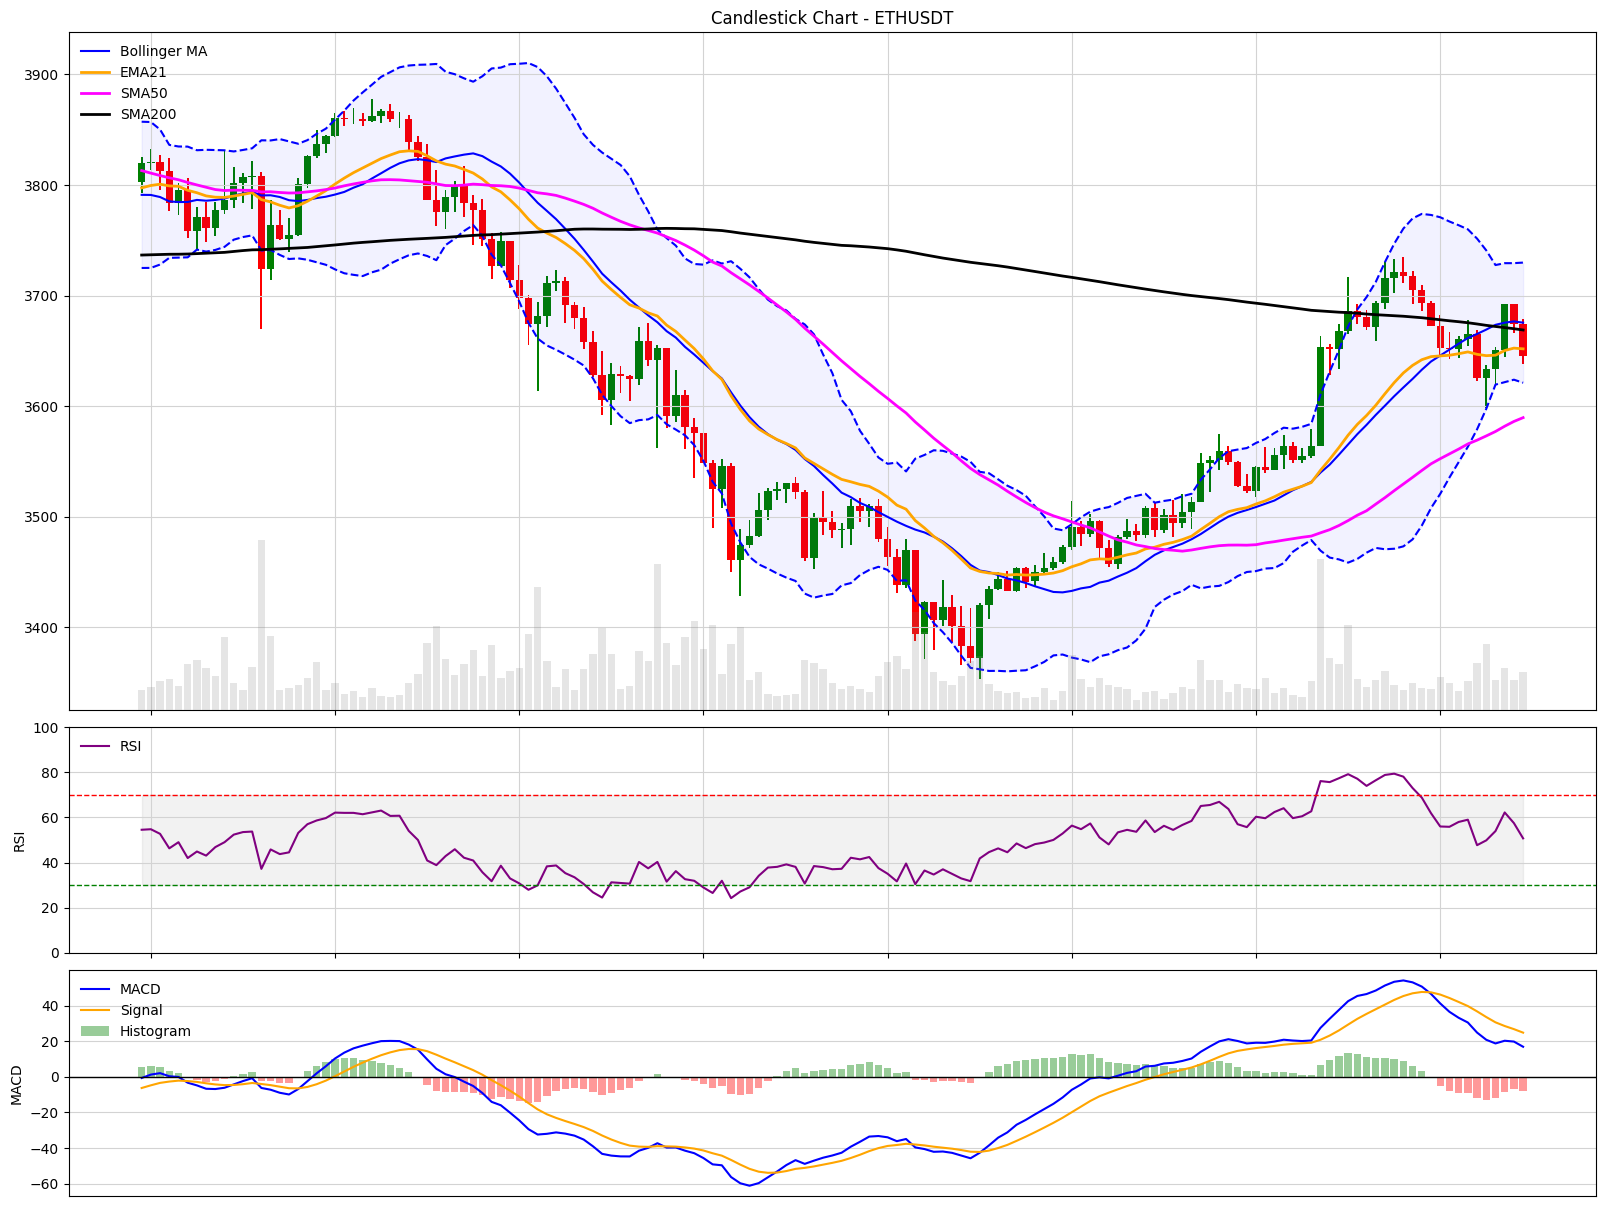 Candlestick Chart - ETHUSDT
Bollinger MA
EMA21
SMA50
SMA200
3900
3800
3700
3600
3500
3400
RSI
100
80
60
40
20
0
RSI
MACD
Signal
Histogram
40
20
0
−20
−40
−60
MACD